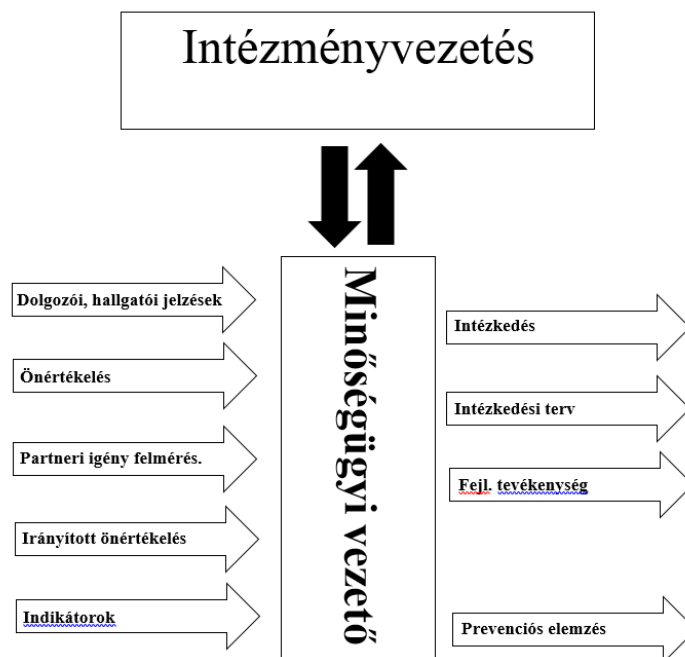 Intézményvezetés
Dolgozói, hallgatói jelzések
Önértékelés
Partneri igény felmérés.
Irányított önértékelés
Indikátorok
Minőségügyi vezető
Intézkedés
Intézkedési terv
Fejl. tevékenység
Prevenciós elemzés